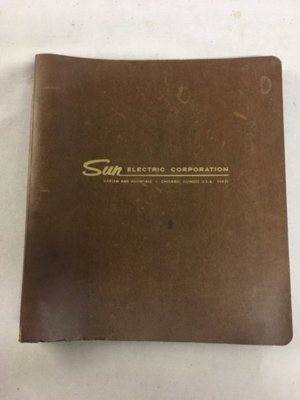 Sun ELECTRIC CORPORATION
HARLEM AND AVONDALE • CHICAGO, ILLINOIS U.S.A.